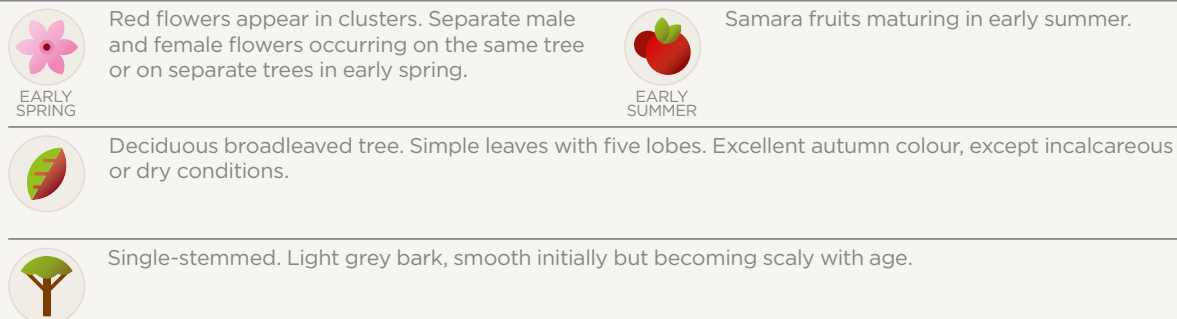 Red flowers appear in clusters. Separate male
and female flowers occurring on the same tree
or on separate trees in early spring.
EARLY
SPRING
Samara fruits maturing in early summer.
EARLY
SUMMER
Deciduous broadleaved tree. Simple leaves with five lobes. Excellent autumn colour, except incalcareous
or dry conditions.
Single-stemmed. Light grey bark, smooth initially but becoming scaly with age.